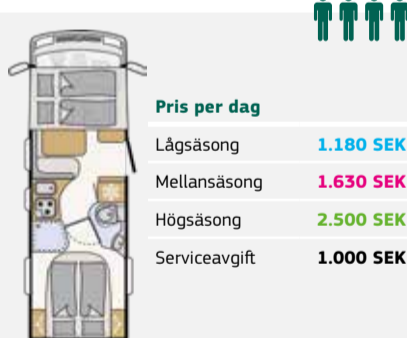 Pris per dag
Lågsäsong 1.180 SEK
Mellansäsong 1.630 SEK
Högsäsong 2.500 SEK
Serviceavgift 1.000 SEK